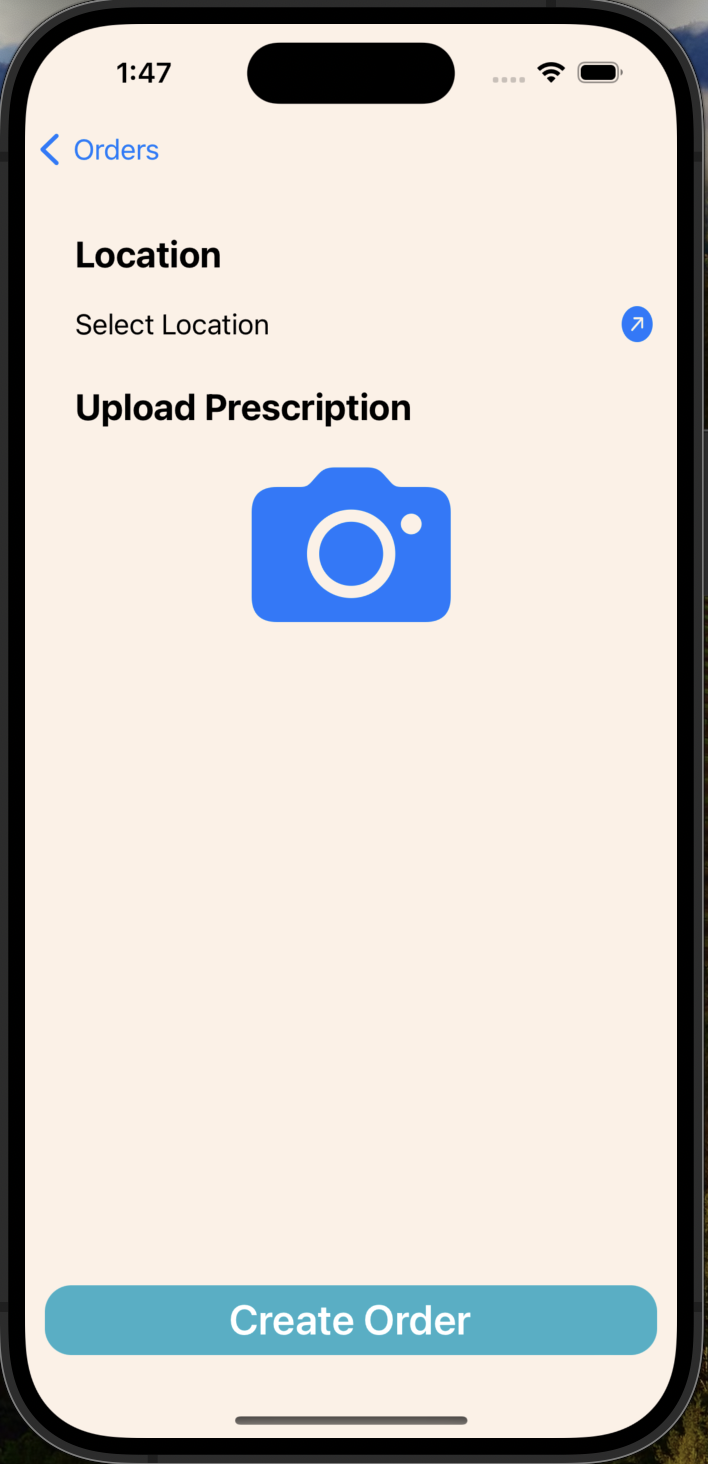 1:47
Orders
Location
Select Location
Upload Prescription
Create Order